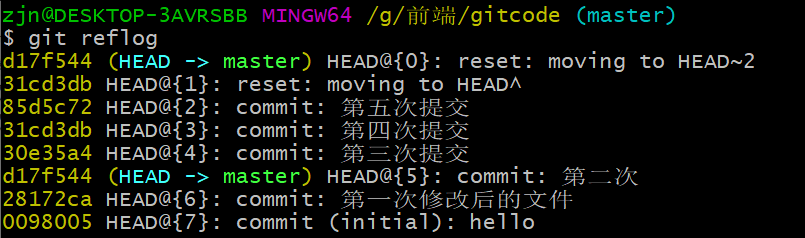 zjn@DESKTOP-3AVRSBB MINGW64 /g/前端/gitcode (master)
$ git reflog
d17f544 (HEAD -> master) HEAD@{0}: reset: moving to HEAD~2
31cd3db HEAD@{1}: reset: moving to HEAD^
85d5c72 HEAD@{2}: commit: 第五次提交
31cd3db HEAD@{3}: commit: 第四次提交
30e35a4 HEAD@{4}: commit: 第三次提交
d17f544 (HEAD -> master) HEAD@{5}: commit: 第二次
28172ca HEAD@{6}: commit: 第一次修改后的文件
0098005 HEAD@{7}: commit (initial): hello